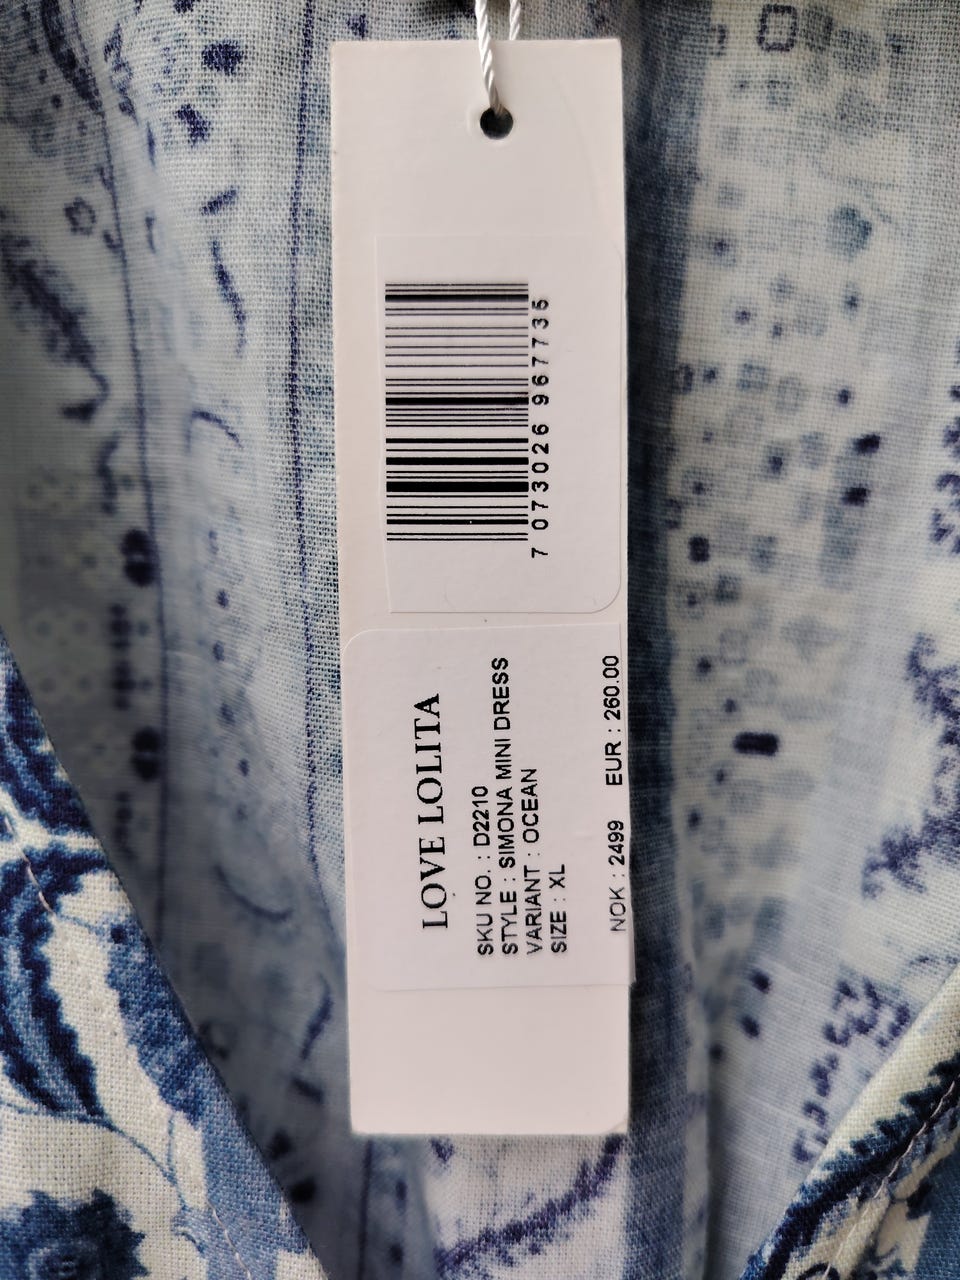 7 073026 967735
LOVE LOLITA
SKU NO. : D2210
STYLE : SIMONA MINI DRESS
VARIANT : OCEAN
SIZE : XL
NOK : 2499 EUR : 260.00